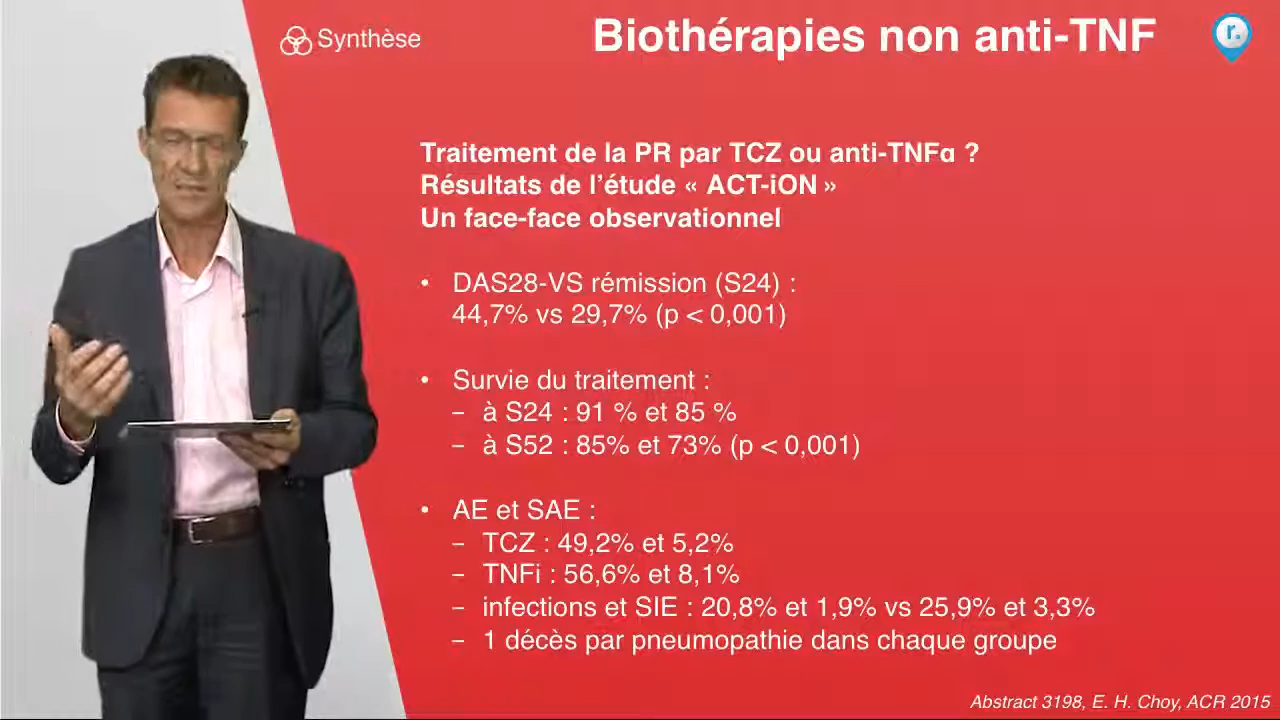 Synthèse
Biothérapies non anti-TNF
r.
Traitement de la PR par TCZ ou anti-TNFα ?
Résultats de l’étude « ACT-iON »
Un face-face observationnel
• DAS28-VS rémission (S24) :
44,7% vs 29,7% (p < 0,001)
• Survie du traitement :
– à S24 : 91 % et 85 %
– à S52 : 85% et 73% (p < 0,001)
• AE et SAE :
– TCZ : 49,2% et 5,2%
– TNFi : 56,6% et 8,1%
– infections et SIE : 20,8% et 1,9% vs 25,9% et 3,3%
– 1 décès par pneumopathie dans chaque groupe
Abstract 3198, E. H. Choy, ACR 2015